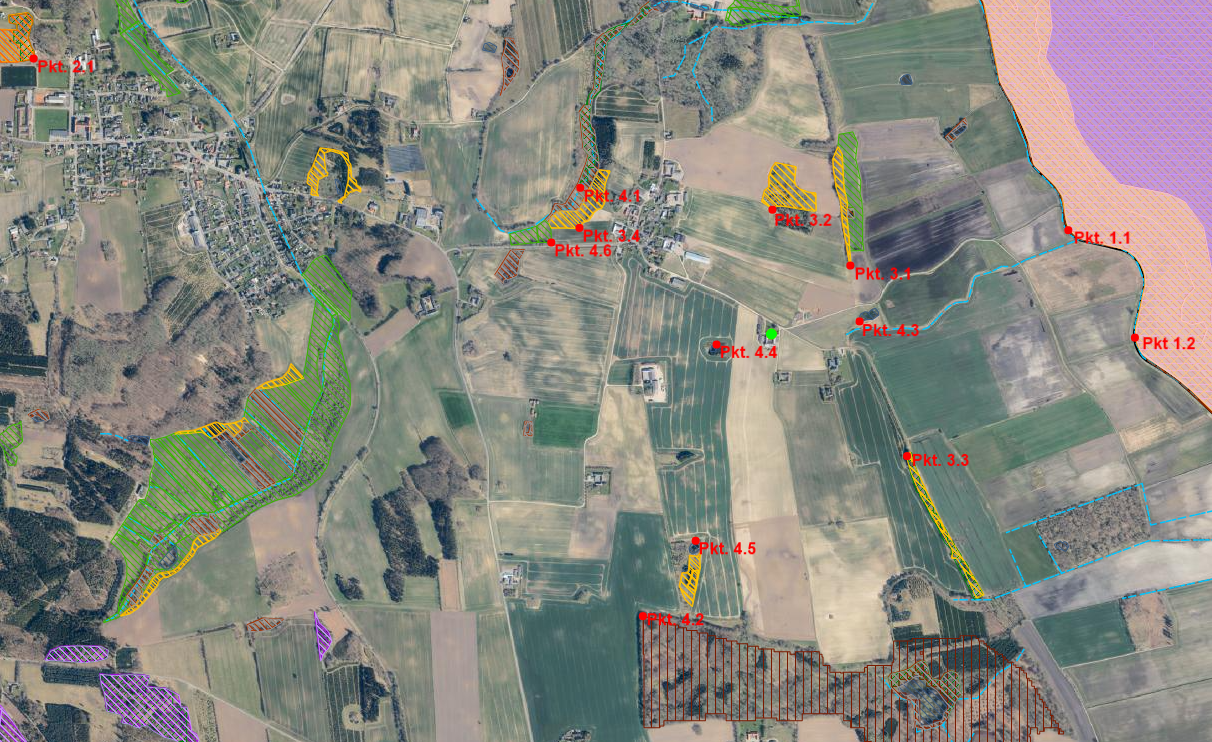 Pkt. 2.1
Pkt. 4.1
Pkt. 3.2
Pkt. 3.4
Pkt. 1.1
Pkt. 4.6
Pkt. 3.1
Pkt. 4.3
Pkt 1.2
Pkt. 4.4
Pkt. 3.3
Pkt. 4.5
Pkt. 4.2